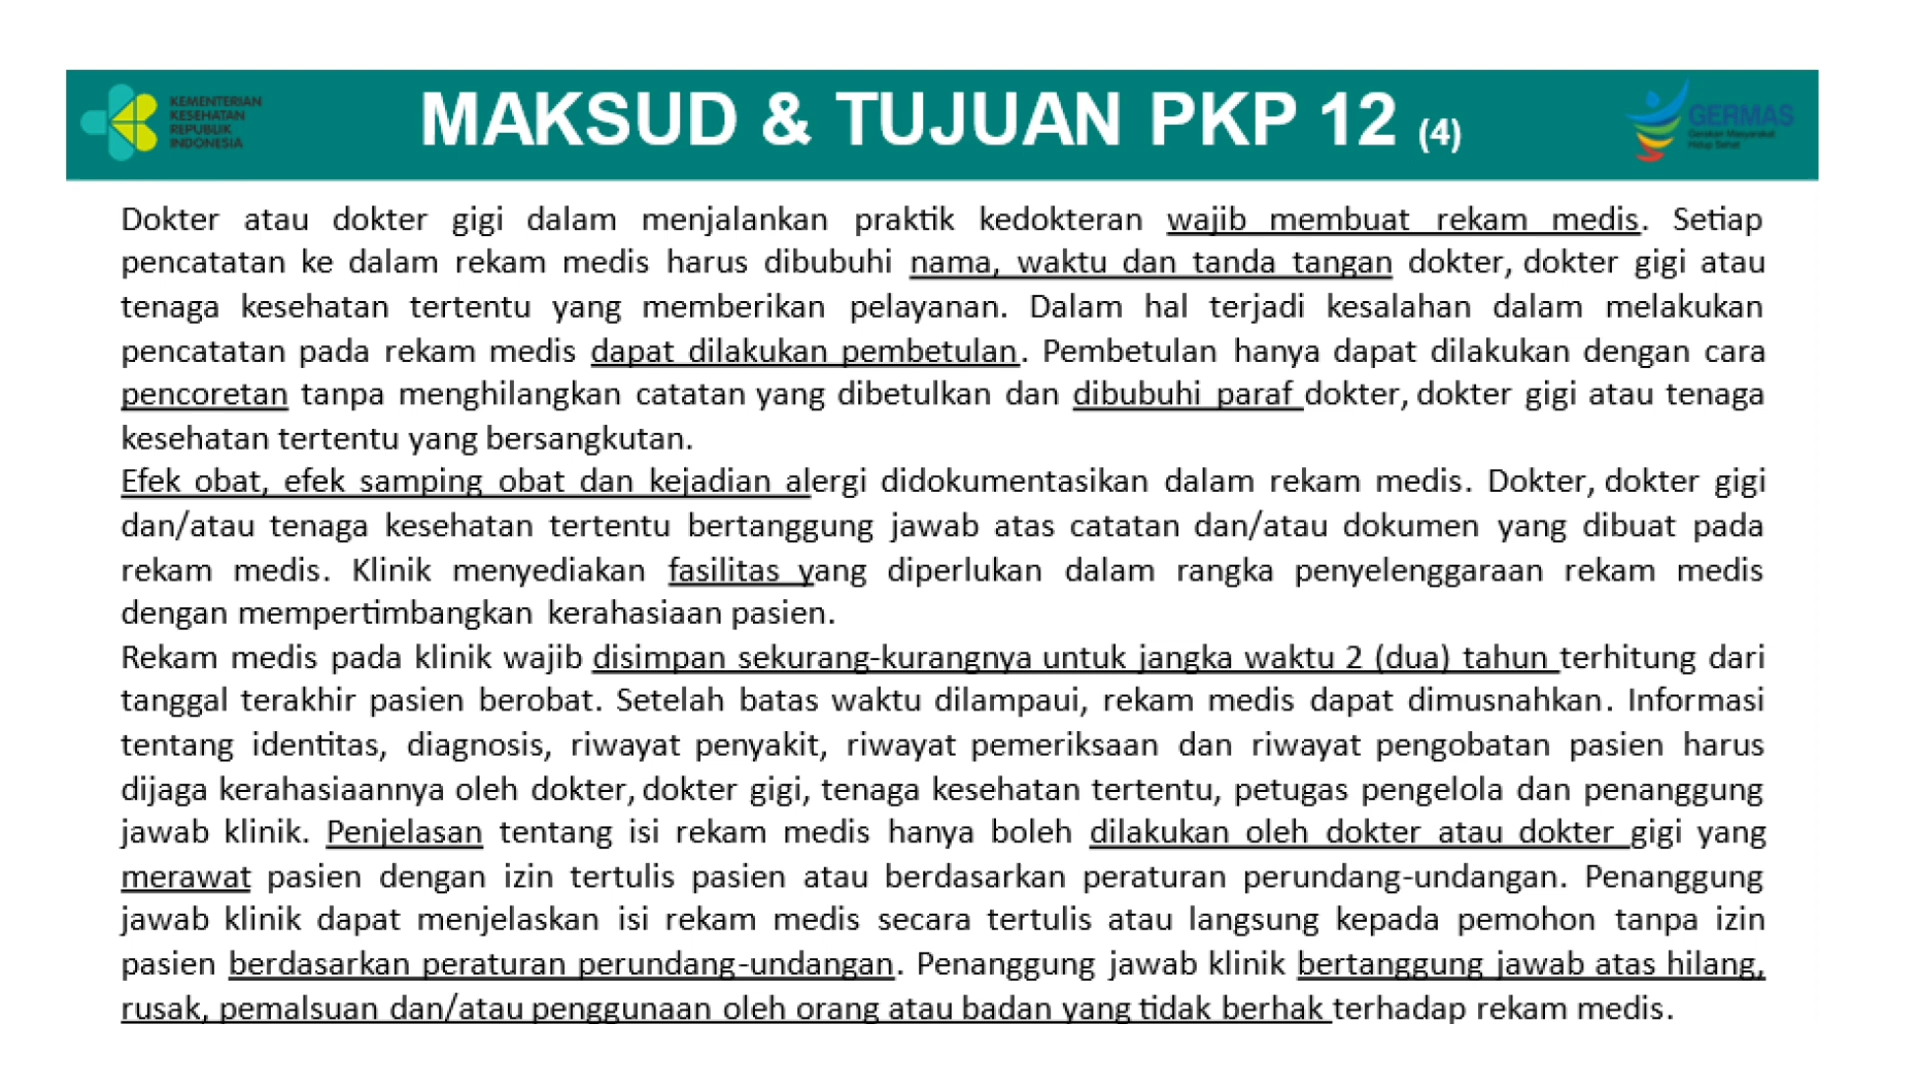 KEMENTERIAN
KESEHATAN
REPUBLIK
INDONESIA
MAKSUD & TUJUAN PKP 12 (4)
GERMAS
Gerakan Masyarakat
Hidup Sehat
Dokter atau dokter gigi dalam menjalankan praktik kedokteran wajib membuat rekam medis. Setiap
pencatatan ke dalam rekam medis harus dibubuhi nama, waktu dan tanda tangan dokter, dokter gigi atau
tenaga kesehatan tertentu yang memberikan pelayanan. Dalam hal terjadi kesalahan dalam melakukan
pencatatan pada rekam medis dapat dilakukan pembetulan. Pembetulan hanya dapat dilakukan dengan cara
pencoretan tanpa menghilangkan catatan yang dibetulkan dan dibubuhi paraf dokter, dokter gigi atau tenaga
kesehatan tertentu yang bersangkutan.
Efek obat, efek samping obat dan kejadian alergi didokumentasikan dalam rekam medis. Dokter, dokter gigi
dan/atau tenaga kesehatan tertentu bertanggung jawab atas catatan dan/atau dokumen yang dibuat pada
rekam medis. Klinik menyediakan fasilitas yang diperlukan dalam rangka penyelenggaraan rekam medis
dengan mempertimbangkan kerahasiaan pasien.
Rekam medis pada klinik wajib disimpan sekurang-kurangnya untuk jangka waktu 2 (dua) tahun terhitung dari
tanggal terakhir pasien berobat. Setelah batas waktu dilampaui, rekam medis dapat dimusnahkan. Informasi
tentang identitas, diagnosis, riwayat penyakit, riwayat pemeriksaan dan riwayat pengobatan pasien harus
dijaga kerahasiaannya oleh dokter, dokter gigi, tenaga kesehatan tertentu, petugas pengelola dan penanggung
jawab klinik. Penjelasan tentang isi rekam medis hanya boleh dilakukan oleh dokter atau dokter gigi yang
merawat pasien dengan izin tertulis pasien atau berdasarkan peraturan perundang-undangan. Penanggung
jawab klinik dapat menjelaskan isi rekam medis secara tertulis atau langsung kepada pemohon tanpa izin
pasien berdasarkan peraturan perundang-undangan. Penanggung jawab klinik bertanggung jawab atas hilang,
rusak, pemalsuan dan/atau penggunaan oleh orang atau badan yang tidak berhak terhadap rekam medis.